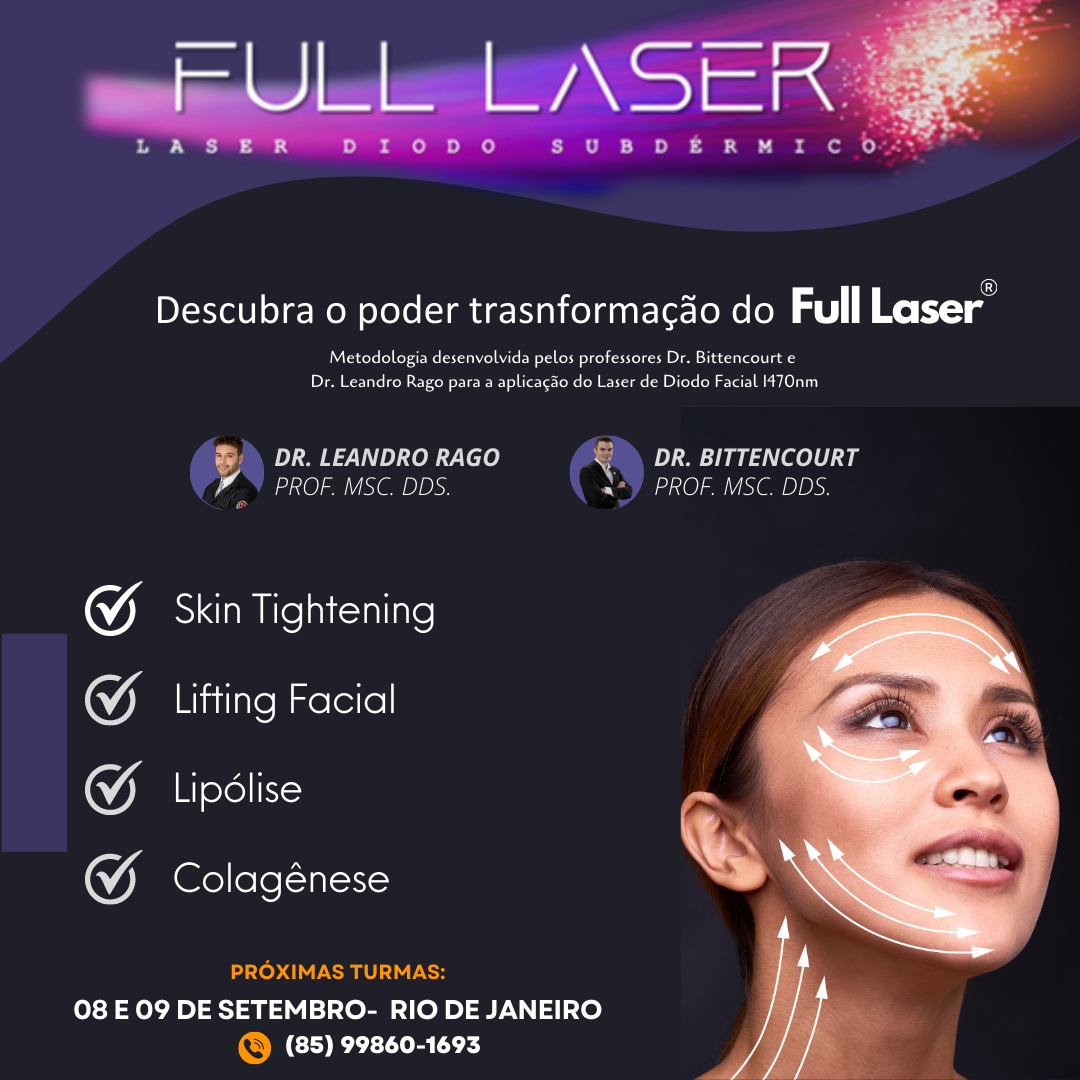 FULL LASER
LASER DIODO SUBDÉRMICO
Descubra o poder trasnformação do Full Laser®
Metodologia desenvolvida pelos professores Dr. Bittencourt e
Dr. Leandro Rago para a aplicação do Laser de Diodo Facial 1470nm
DR. LEANDRO RAGO
PROF. MSC. DDS.
DR. BITTENCOURT
PROF. MSC. DDS.
Skin Tightening
Lifting Facial
Lipólise
Colagênese
PRÓXIMAS TURMAS:
08 E 09 DE SETEMBRO- RIO DE JANEIRO
(85) 99860-1693